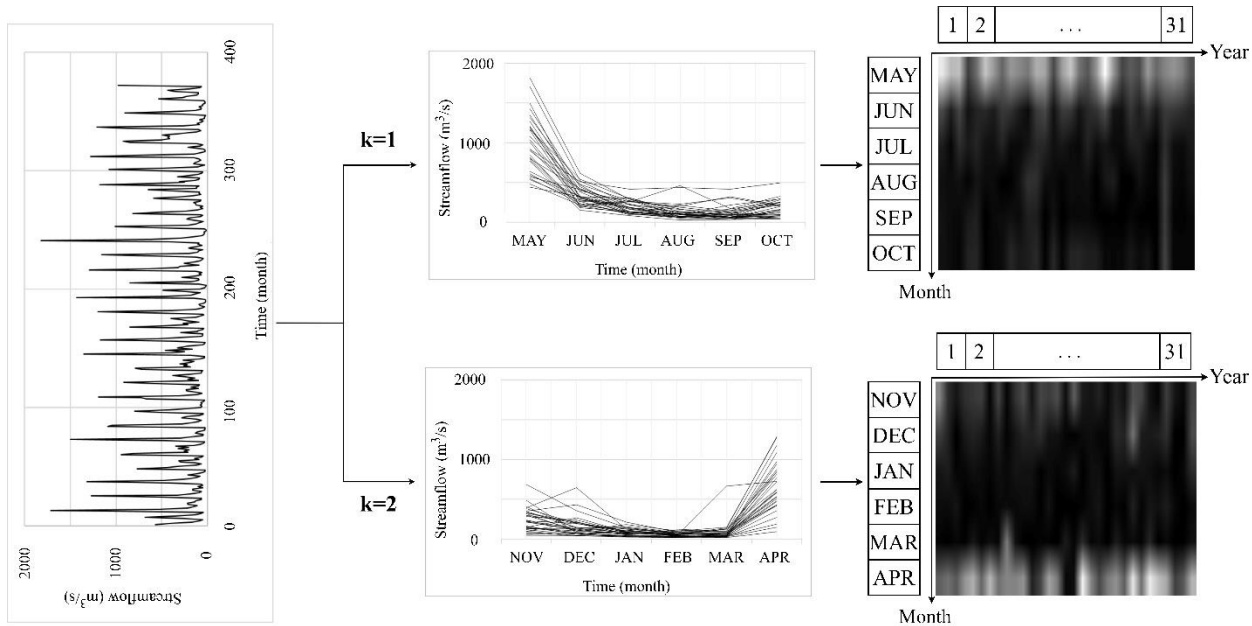 400
300
200
100
0
Time (month)
2000
1000
0
Streamflow (m³/s)
k=1
k=2
2000
1000
0
Streamflow (m³/s)
MAY JUN JUL AUG SEP OCT
Time (month)
2000
1000
0
Streamflow (m³/s)
NOV DEC JAN FEB MAR APR
Time (month)
1 2 ... 31
Year
MAY
JUN
JUL
AUG
SEP
OCT
Month
1 2 ... 31
Year
NOV
DEC
JAN
FEB
MAR
APR
Month